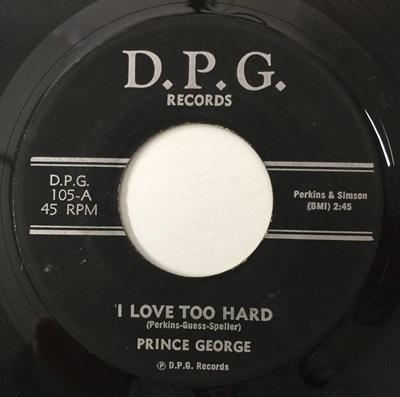 D.P.G.
RECORDS
D.P.G.
105-A
45 RPM
Perkins & Simson
(BMI) 2:45
I LOVE TOO HARD
(Perkins-Guess-Speller)
PRINCE GEORGE
℗ D.P.G. Records